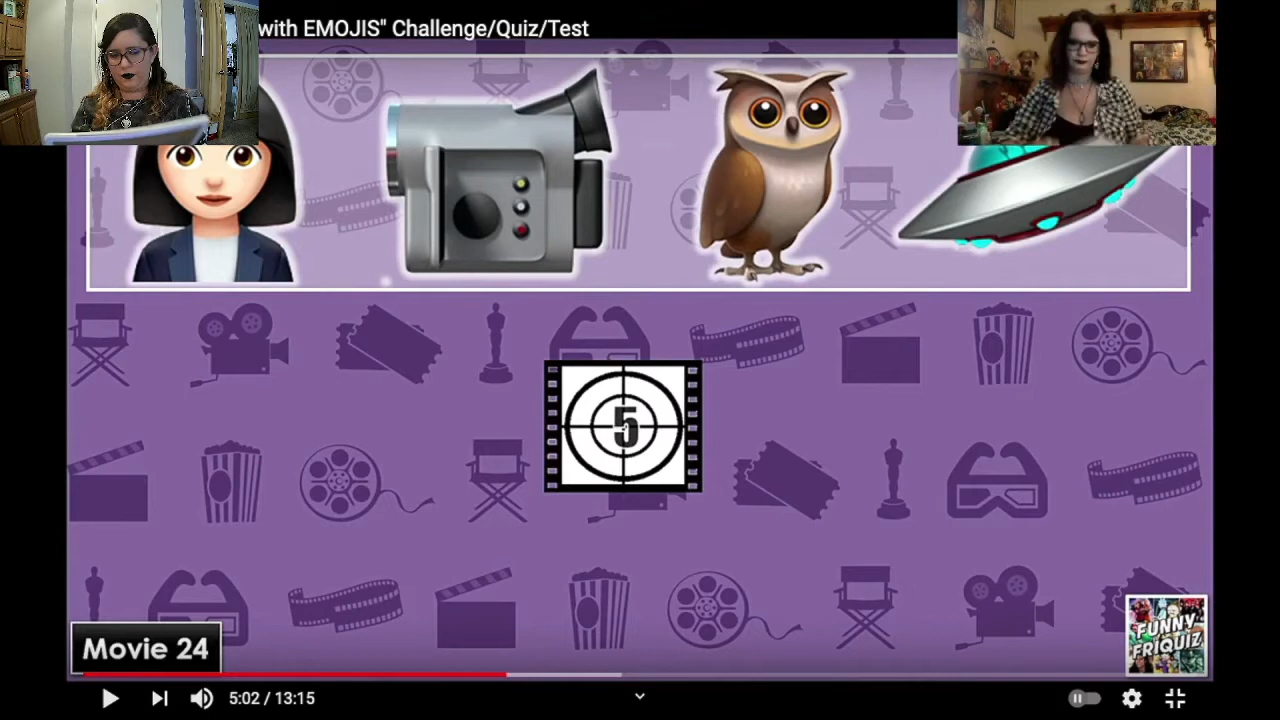 with EMOJIS" Challenge/Quiz/Test
5
Movie 24
FUNNY
FRIQUIZ
5:02 / 13:15